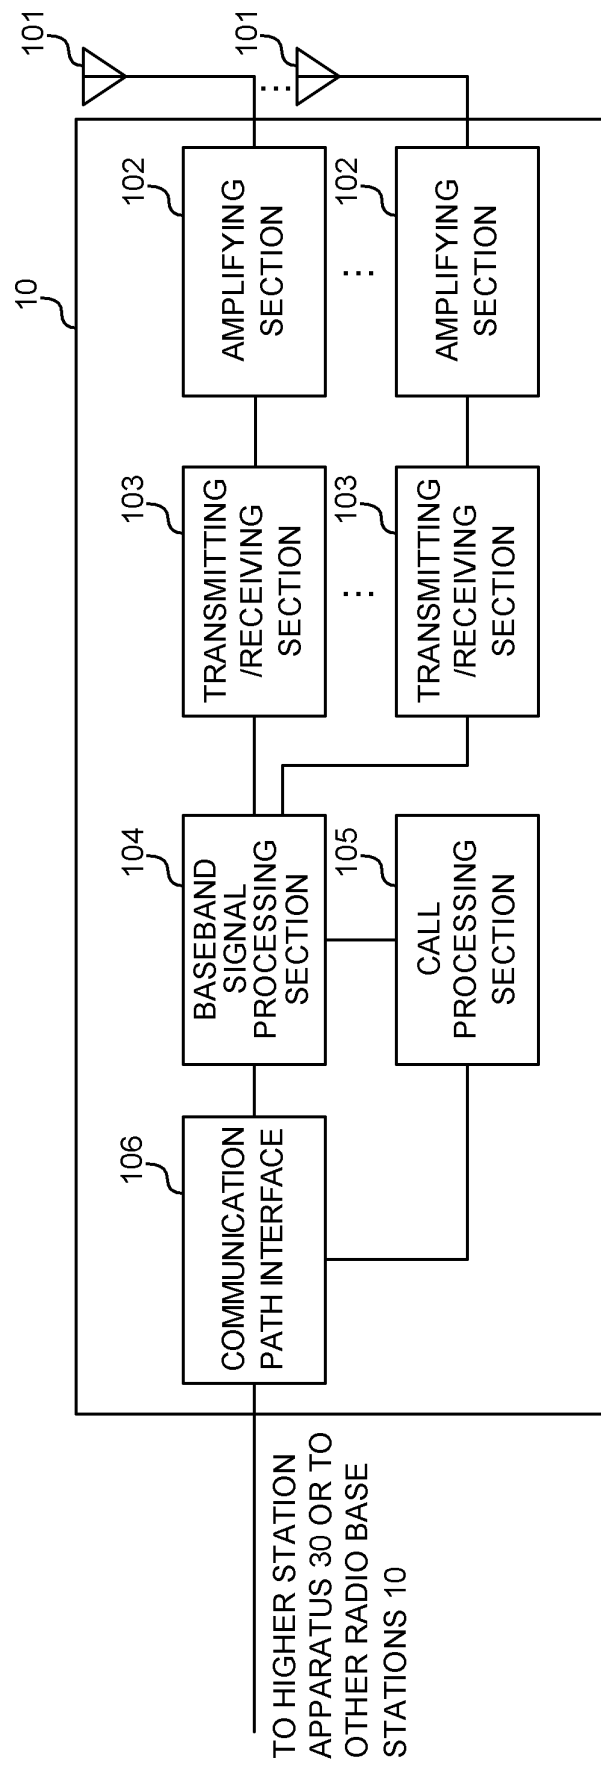 10
106
COMMUNICATION
PATH INTERFACE
104
BASEBAND
SIGNAL
PROCESSING
SECTION
103
TRANSMITTING
/RECEIVING
SECTION
102
AMPLIFYING
SECTION
101
...
101
...
...
105
CALL
PROCESSING
SECTION
103
TRANSMITTING
/RECEIVING
SECTION
102
AMPLIFYING
SECTION
TO HIGHER STATION
APPARATUS 30 OR TO
OTHER RADIO BASE
STATIONS 10